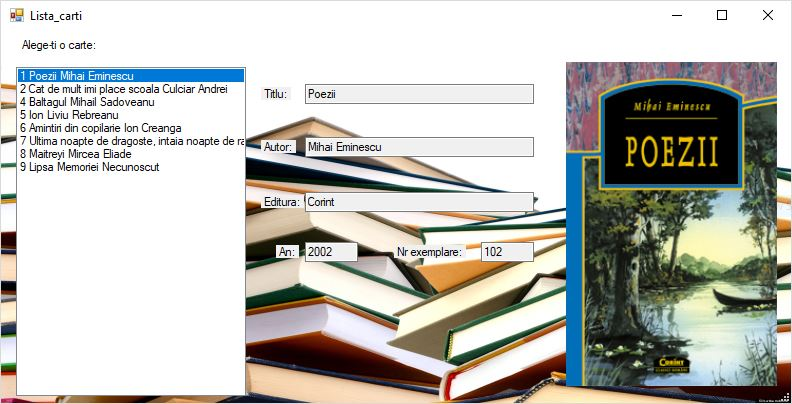 Lista_carti
Alege-ti o carte:
1 Poezii Mihai Eminescu
2 Cat de mult imi place scoala Culciar Andrei
4 Baltagul Mihail Sadoveanu
5 Ion Liviu Rebreanu
6 Amintiri din copilarie Ion Creanga
7 Ultima noapte de dragoste, intaia noapte de ra
8 Maitreyi Mircea Eliade
9 Lipsa Memoriei Necunoscut
Titlu: Poezii
Autor: Mihai Eminescu
Editura: Corint
An: 2002 Nr exemplare: 102
Mihai Eminescu
POEZII
CORINT